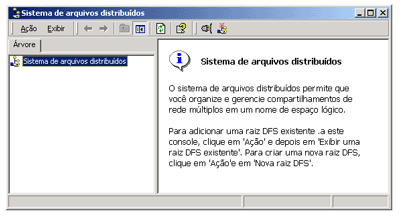 Sistema de arquivos distribuídos
Ação Exibir
Árvore
Sistema de arquivos distribuídos
Sistema de arquivos distribuídos
O sistema de arquivos distribuídos permite que
você organize e gerencie compartilhamentos de
rede múltiplos em um nome de espaço lógico.
Para adicionar uma raiz DFS existente .a este
console, clique em 'Ação' e depois em 'Exibir uma
raiz DFS existente'. Para criar uma nova raiz DFS,
clique em 'Ação'e em 'Nova raiz DFS'.